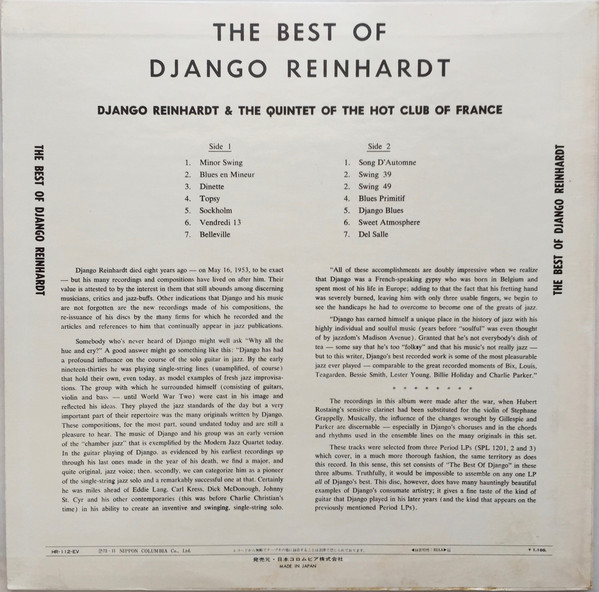 THE BEST OF
DJANGO REINHARDT
DJANGO REINHARDT & THE QUINTET OF THE HOT CLUB OF FRANCE
THE BEST OF DJANGO REINHARDT
Side 1
1. Minor Swing
2. Blues en Mineur
3. Dinette
4. Topsy
5. Sockholm
6. Vendredi 13
7. Belleville
Side 2
1. Song D'Automne
2. Swing 39
2. Swing 49
4. Blues Primitif
5. Django Blues
6. Sweet Atmosphere
7. Del Salle
THE BEST OF DJANGO REINHARDT
Django Reinhardt died eight years ago — on May 16, 1953, to be exact
— but his many recordings and compositions have lived on after him. Their
value is attested to by the interest in them that still abounds among discerning
musicians, critics and jazz-buffs. Other indications that Django and his music
are not forgotten are the new recordings made of his compositions, the
re-issuance of his discs by the many firms for which he recorded and the
articles and references to him that continually appear in jazz publications.
Somebody who's never heard of Django might well ask "Why all the
hue and cry?" A good answer might go something like this: "Django has had
a profound influence on the course of the solo guitar in jazz. By the early
nineteen-thirties he was playing single-string lines (unamplified, of course)
that hold their own, even today, as model examples of fresh jazz improvisa-
tions. The group with which he surrounded himself (consisting of guitars,
violin and bass — until World War Two) were cast in his image and
reflected his ideas. They played the jazz standards of the day but a very
important part of their repertoire was the many originals written by Django.
These compositions, for the most part, sound undated today and are still a
pleasure to hear. The music of Django and his group was an early version
of the "chamber jazz" that is exemplified by the Modern Jazz Quartet today.
In the guitar playing of Django, as evidenced by his earliest recordings up
through his last ones made in the year of his death, we find a major, and
quite original, jazz voice; then, secondly, we can categorize him as a pioneer
of the single-string jazz solo and a remarkably successful one at that. Certainly
he was miles ahead of Eddie Lang, Carl Kress, Dick McDonough, Johnny
St. Cyr and his other contemporaries (this was before Charlie Christian's
time) in his ability to create an inventive and swinging, single-string solo.
"All of these accomplishments are doubly impressive when we realize
that Django was a French-speaking gypsy who was born in Belgium and
spent most of his life in Europe; adding to that the fact that his fretting hand
was severely burned, leaving him with only three usable fingers, we begin to
see the handicaps he had to overcome to become one of the greats of jazz.
"Django has earned himself a unique place in the history of jazz with his
highly individual and soulful music (years before "soulful" was even thought
of by jazzdom's Madison Avenue). Granted that he's not everybody's dish of
tea — some say that he's too "folksy" and that his music's not really jazz —
but to this writer, Django's best recorded work is some of the most pleasurable
jazz ever played — comparable to the great recorded moments of Bix, Louis,
Teagarden, Bessie Smith, Lester Young, Billie Holiday and Charlie Parker."
* * * * * * * *
The recordings in this album were made after the war, when Hubert
Rostaing's sensitive clarinet had been substituted for the violin of Stephane
Grappelly. Musically, the influence of the changes wrought by Gillespie and
Parker are discernable — especially in Django's choruses and in the chords
and rhythms used in the ensemble lines on the many originals in this set.
These tracks were selected from three Period LPs (SPL 1201, 2 and 3)
which cover, in a much more thorough fashion, the same territory as does
this record. In this sense, this set consists of "The Best Of Django" in these
three albums. Truthfully, it would be impossible to assemble on any one LP
all of Django's best. This disc, however, does have many hauntingly beautiful
examples of Django's consumate artistry; it gives a fine taste of the kind of
guitar that Django played in his later years (and the kind that appears on the
previously mentioned Period LPs).
HR-112-EV
NIPPON COLUMBIA Co., Ltd.
発売元・日本コロムビア株式会社
MADE IN JAPAN